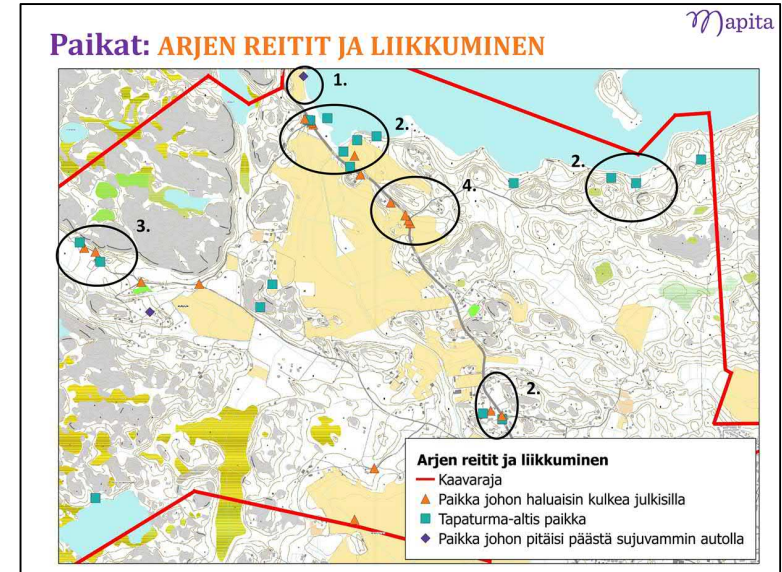 Mapita
Paikat: ARJEN REITIT JA LIIKKUMINEN
1.
2.
2.
4.
3.
2.
Arjen reitit ja liikkuminen
Kaavaraja
Paikka johon haluaisin kulkea julkisilla
Tapaturma-altis paikka
Paikka johon pitäisi päästä sujuvammin autolla